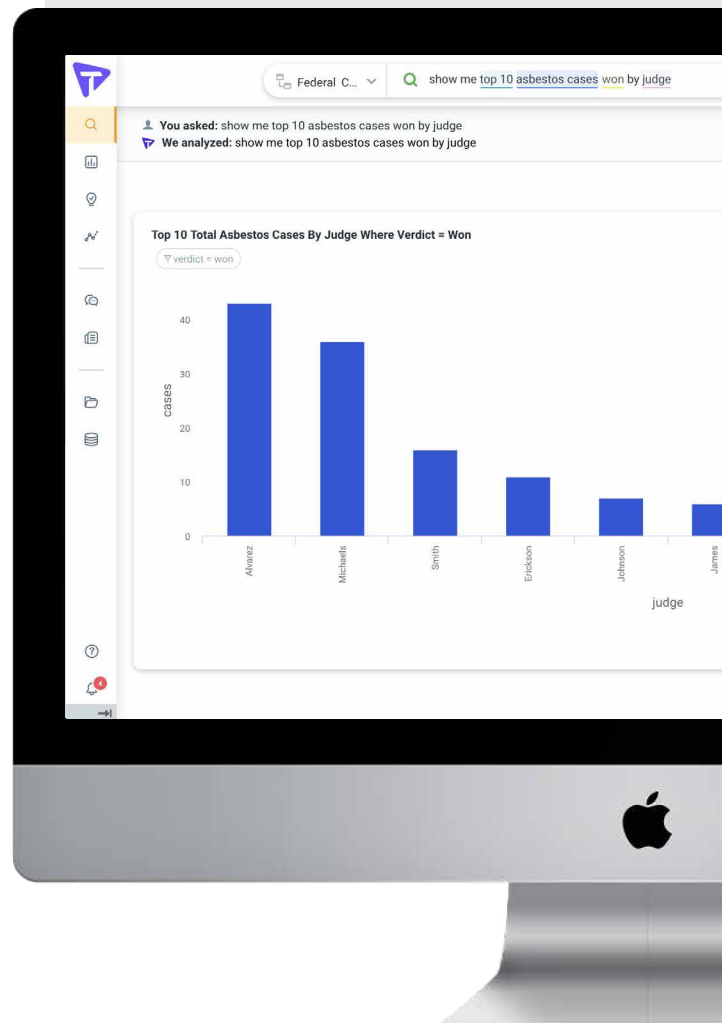 Federal C...
show me top 10 asbestos cases won by judge
You asked: show me top 10 asbestos cases won by judge
We analyzed: show me top 10 asbestos cases won by judge
Top 10 Total Asbestos Cases By Judge Where Verdict = Won
verdict = won
40
30
20
10
0
cases
Alvarez
Michaels
Smith
Erickson
Johnson
James
judge
4